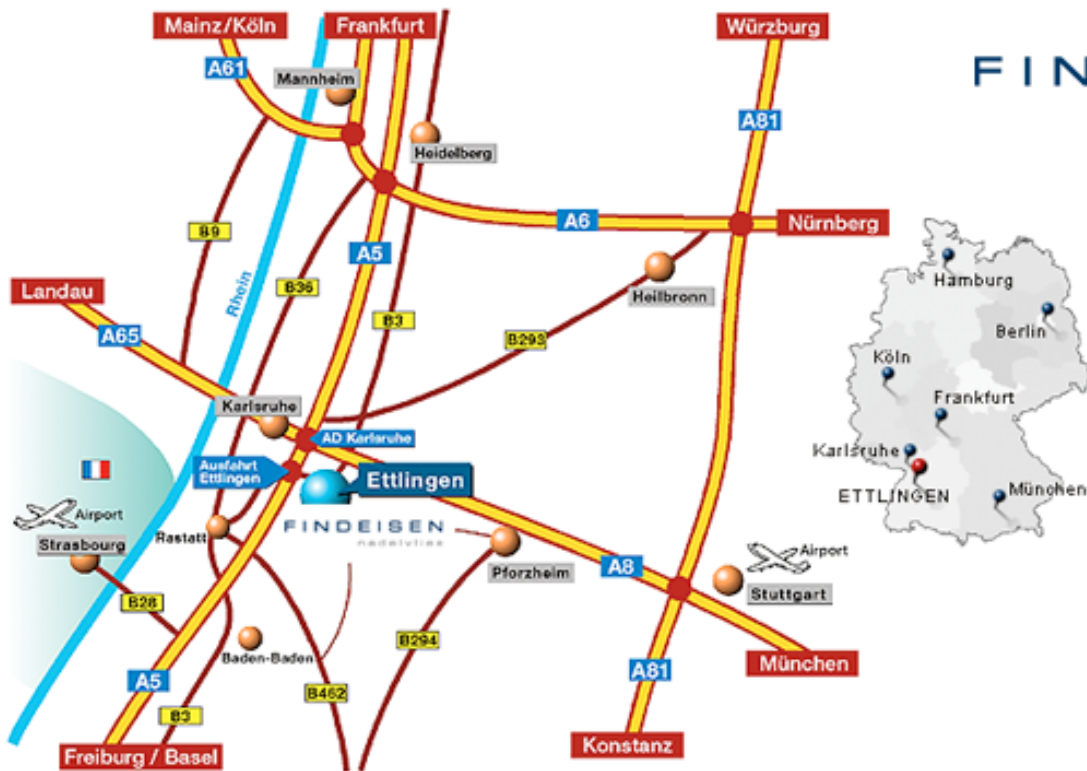 Mainz/Köln
Frankfurt
Würzburg
FIN
A61
Mannheim
A81
Heidelberg
A6
Nürnberg
B9
A5
Landau
Rhein
B36
Heilbronn
Hamburg
A65
B3
B293
Berlin
Köln
Karlsruhe
Frankfurt
AD Karlsruhe
Ausfahrt
Ettlingen
Ettlingen
Karlsruhe
ETTLINGEN
München
Airport
Strasbourg
Rastatt
FINDEISEN
nadelvlies
Pforzheim
A8
Airport
Stuttgart
B28
Baden-Baden
B294
A5
B462
A81
München
B3
Freiburg / Basel
Konstanz